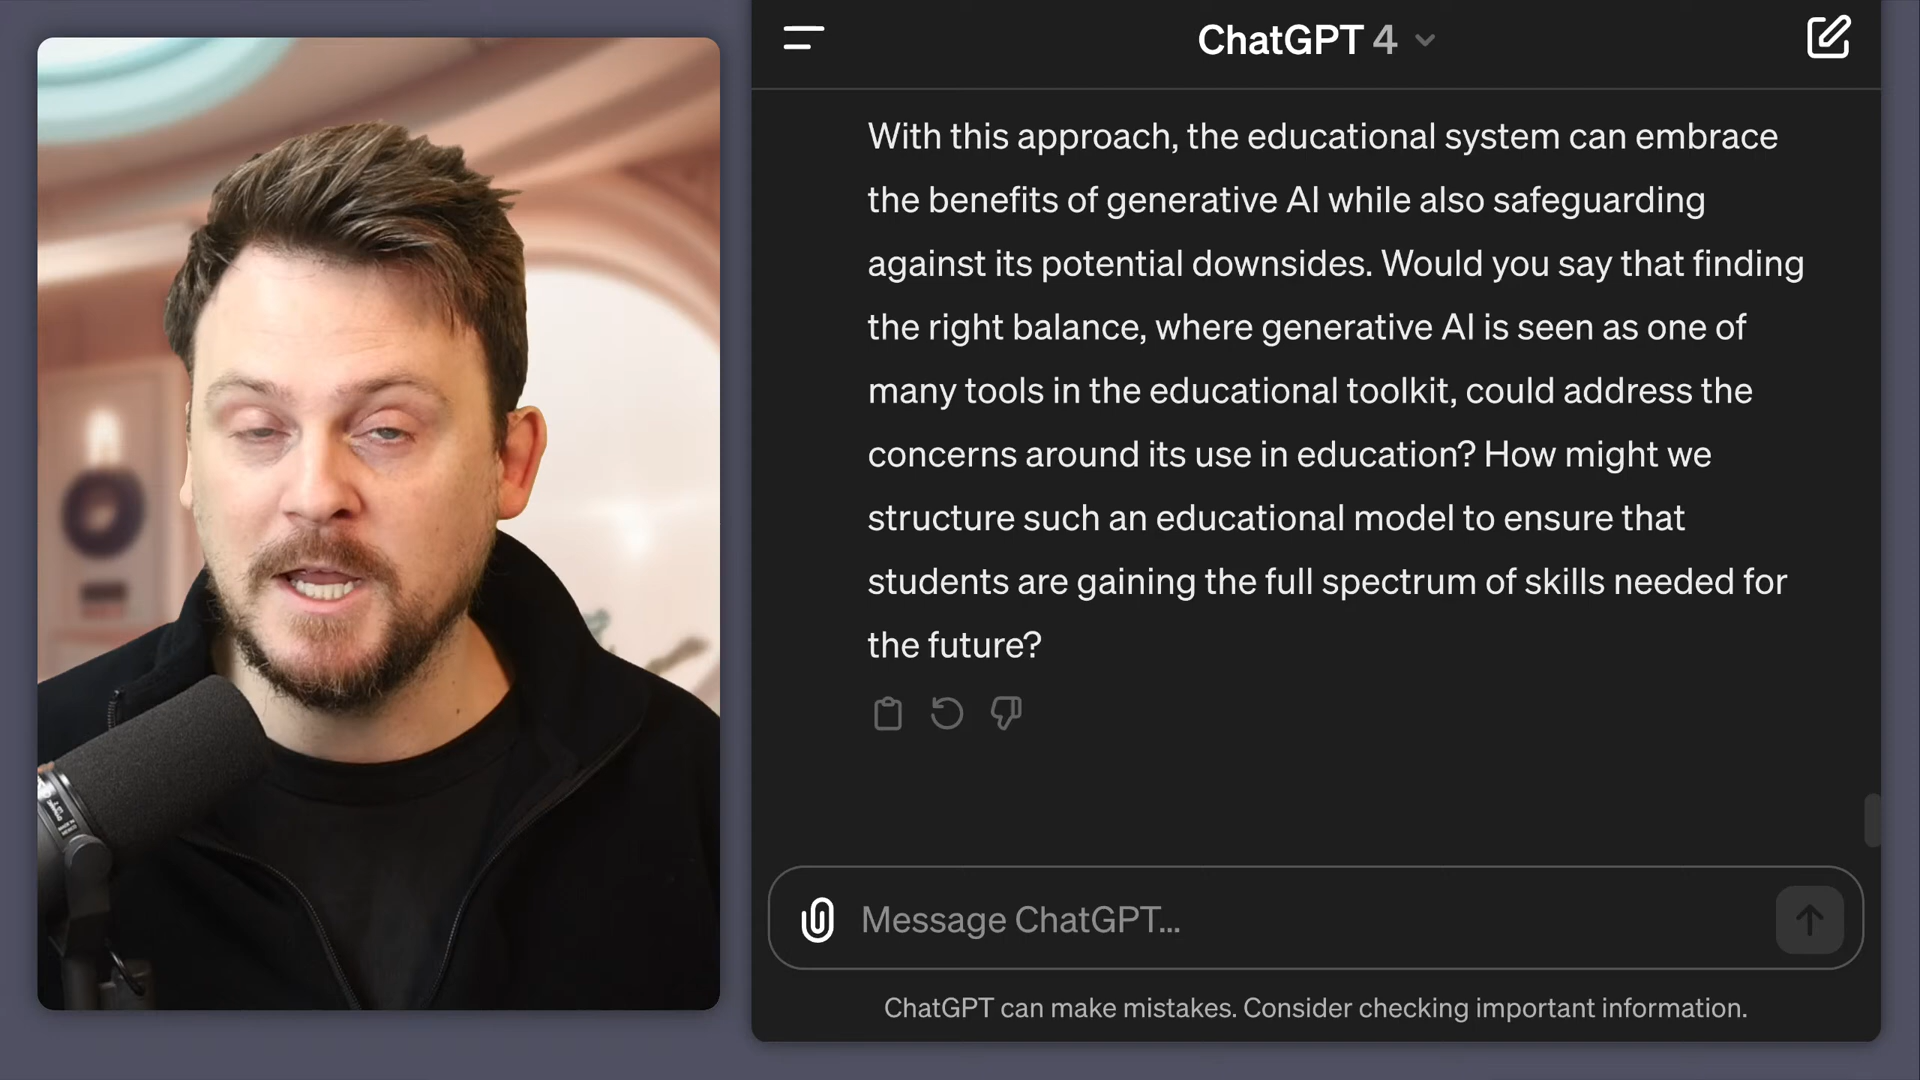 ChatGPT 4
With this approach, the educational system can embrace
the benefits of generative AI while also safeguarding
against its potential downsides. Would you say that finding
the right balance, where generative AI is seen as one of
many tools in the educational toolkit, could address the
concerns around its use in education? How might we
structure such an educational model to ensure that
students are gaining the full spectrum of skills needed for
the future?
Message ChatGPT...
ChatGPT can make mistakes. Consider checking important information.